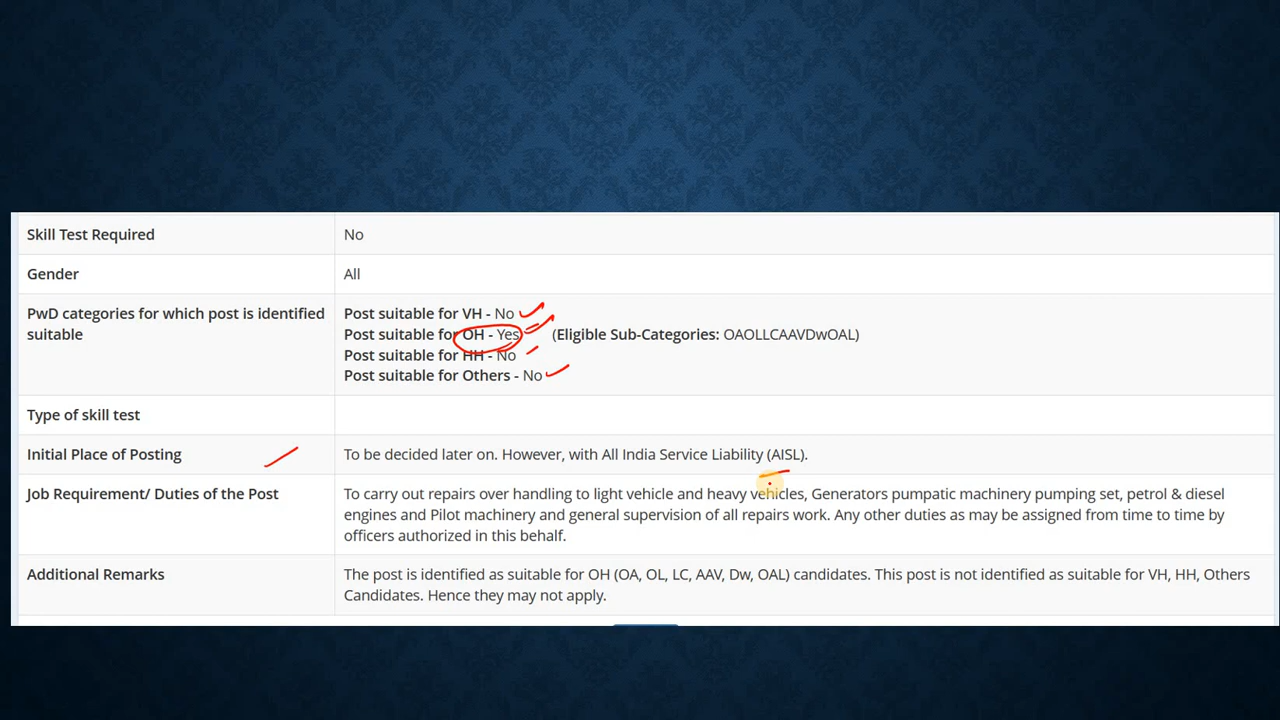 Skill Test Required No
Gender All
PwD categories for which post is identified suitable
Post suitable for VH - No
Post suitable for OH - Yes (Eligible Sub-Categories: OAOLLCAAVDwOAL)
Post suitable for HH - No
Post suitable for Others - No
Type of skill test
Initial Place of Posting To be decided later on. However, with All India Service Liability (AISL).
Job Requirement/ Duties of the Post To carry out repairs over handling to light vehicle and heavy vehicles, Generators pumpatic machinery pumping set, petrol & diesel
engines and Pilot machinery and general supervision of all repairs work. Any other duties as may be assigned from time to time by
officers authorized in this behalf.
Additional Remarks The post is identified as suitable for OH (OA, OL, LC, AAV, Dw, OAL) candidates. This post is not identified as suitable for VH, HH, Others
Candidates. Hence they may not apply.